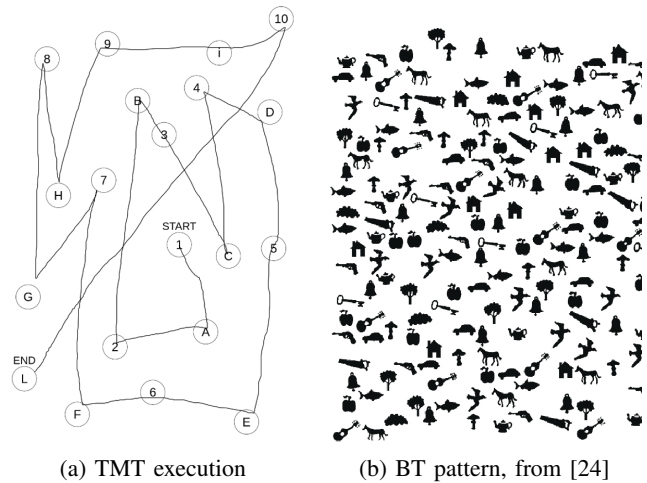 10
9
8
i
4
B
D
3
7
H
START
1
5
C
G
A
2
END
L
6
F
E
(a) TMT execution
(b) BT pattern, from [24]